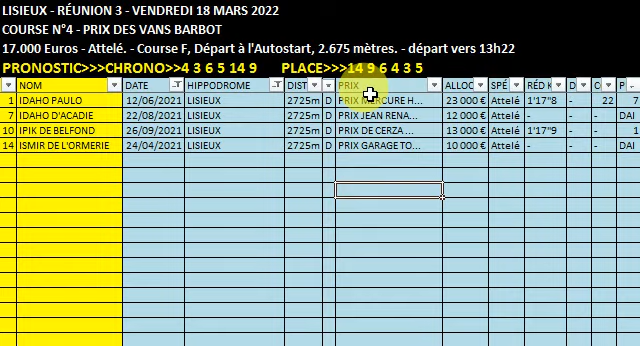 LISIEUX - RÉUNION 3 - VENDREDI 18 MARS 2022
COURSE N°4 - PRIX DES VANS BARBOT
17.000 Euros - Attelé. - Course F, Départ à l'Autostart, 2.675 mètres. - départ vers 13h22
PRONOSTIC>>>CHRONO>>>4 3 6 5 14 9 PLACE>>>14 9 6 4 3 5
NOM DATE HIPPODROME DIST PRIX ALLOC SPÉ RÉD K D C P
1 IDAHO PAULO 12/06/2021 LISIEUX 2725m D PRIX MERCURE H... 23 000 € Attelé 1'17"8 - 22 7
7 IDAHO D'ACADIE 22/08/2021 LISIEUX 2725m D PRIX JEAN RENA... 12 000 € Attelé - - - DAI
10 IPIK DE BELFOND 26/09/2021 LISIEUX 2725m D PRIX DE CERZA ... 13 000 € Attelé 1'17"9 - - 1
14 ISMIR DE L'ORMERIE 24/04/2021 LISIEUX 2725m D PRIX GARAGE TO... 10 000 € Attelé - - - DAI